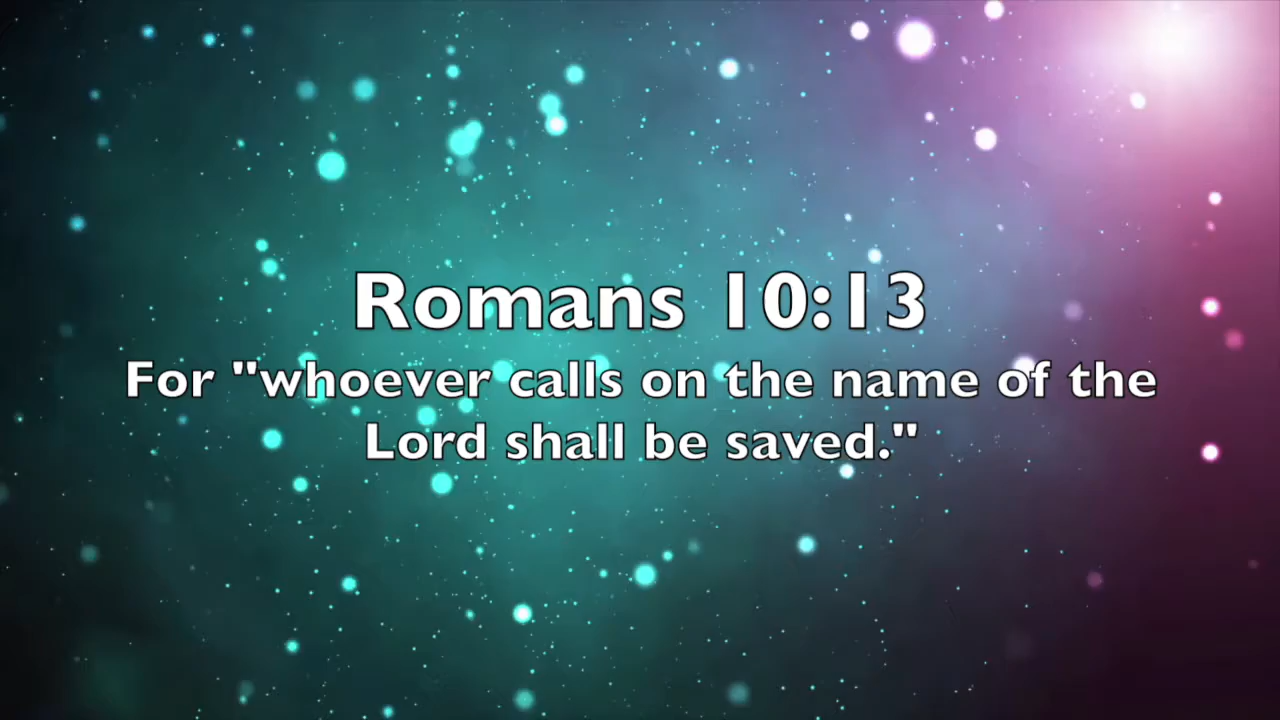 Romans 10:13
For "whoever calls on the name of the
Lord shall be saved."